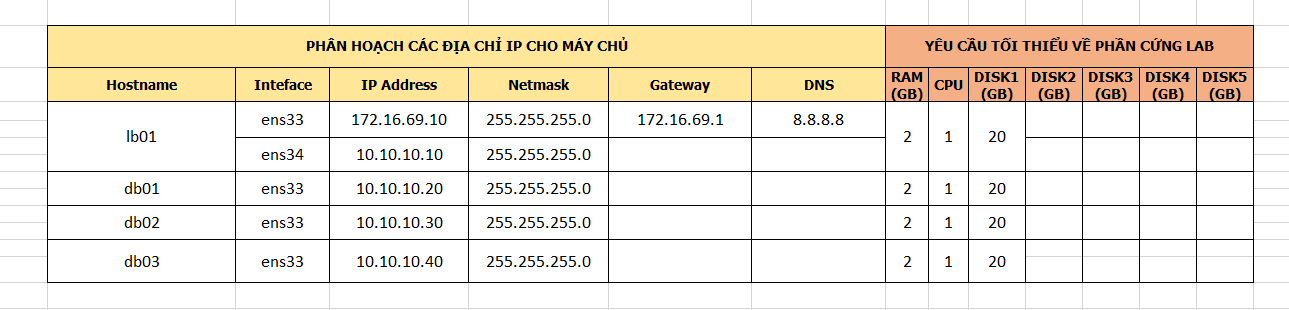 PHÂN HOẠCH CÁC ĐỊA CHỈ IP CHO MÁY CHỦ YÊU CẦU TỐI THIỂU VỀ PHẦN CỨNG LAB
Hostname Inteface IP Address Netmask Gateway DNS RAM (GB) CPU DISK1 (GB) DISK2 (GB) DISK3 (GB) DISK4 (GB) DISK5 (GB)
lb01 ens33 172.16.69.10 255.255.255.0 172.16.69.1 8.8.8.8 2 1 20
ens34 10.10.10.10 255.255.255.0
db01 ens33 10.10.10.20 255.255.255.0 2 1 20
db02 ens33 10.10.10.30 255.255.255.0 2 1 20
db03 ens33 10.10.10.40 255.255.255.0 2 1 20